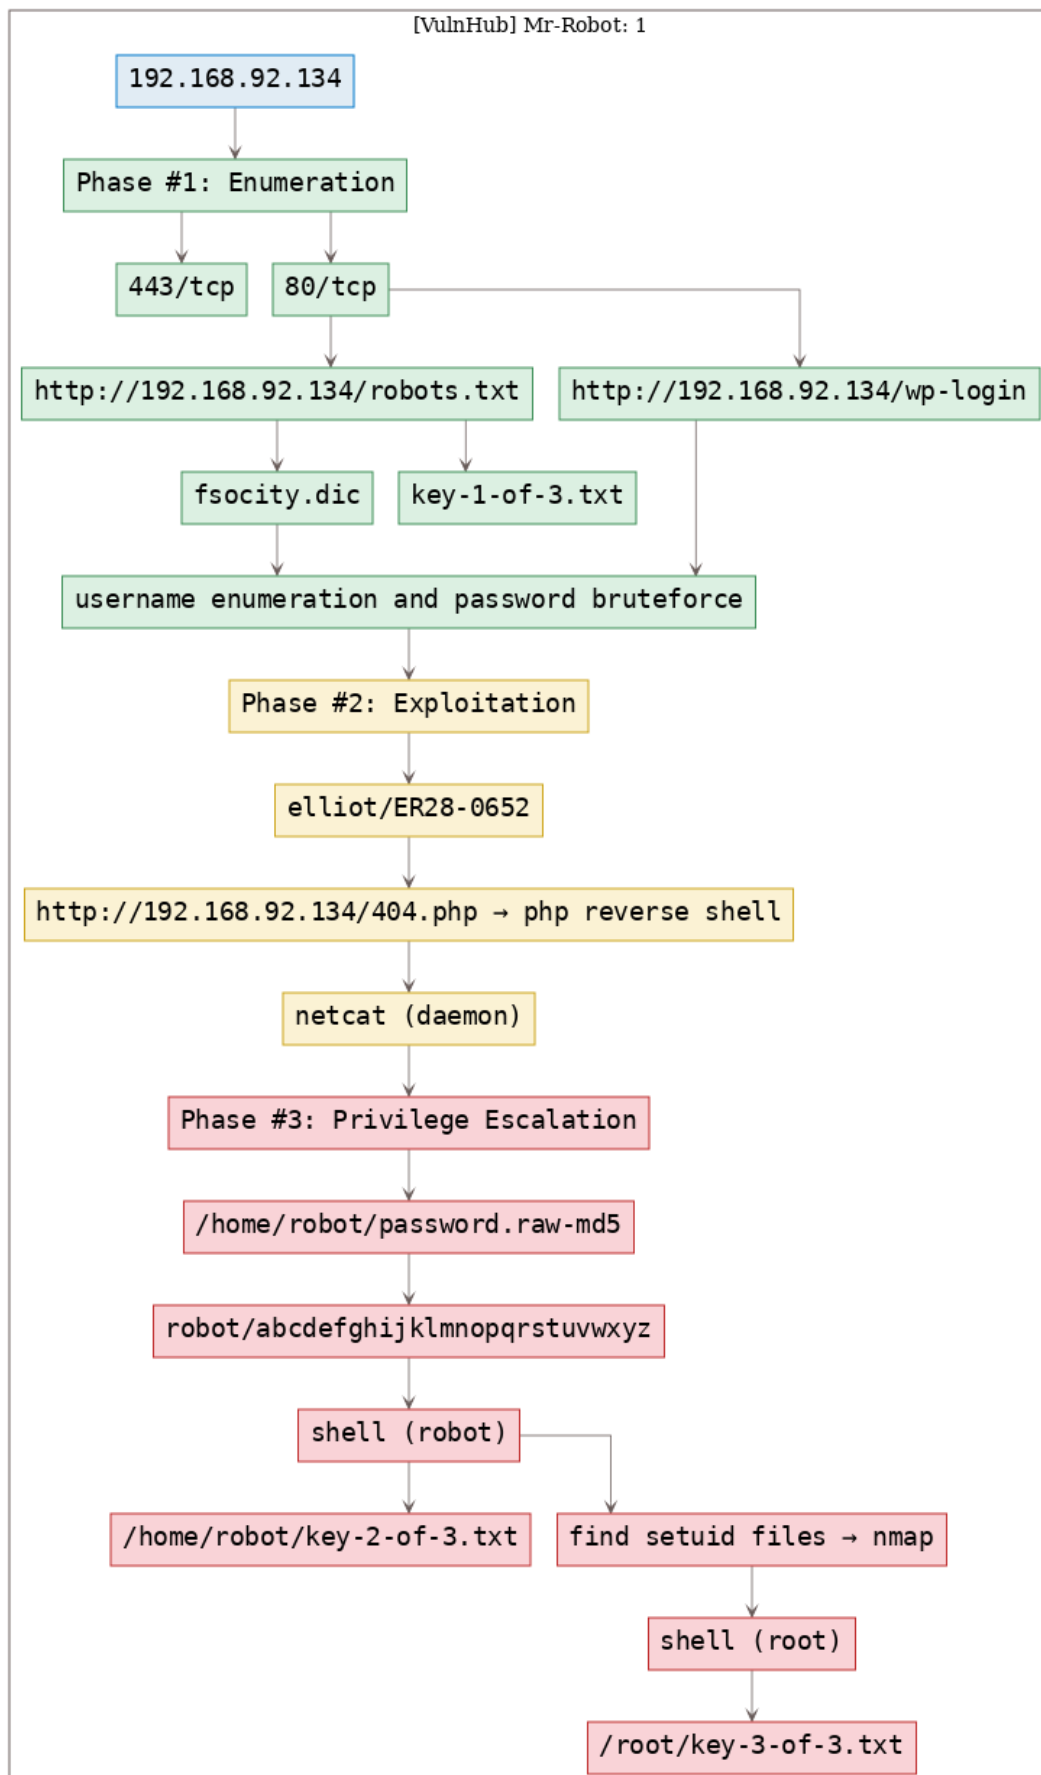 [VulnHub] Mr-Robot: 1
192.168.92.134
Phase #1: Enumeration
443/tcp
80/tcp
http://192.168.92.134/robots.txt
http://192.168.92.134/wp-login
fsocity.dic
key-1-of-3.txt
username enumeration and password bruteforce
Phase #2: Exploitation
elliot/ER28-0652
http://192.168.92.134/404.php → php reverse shell
netcat (daemon)
Phase #3: Privilege Escalation
/home/robot/password.raw-md5
robot/abcdefghijklmnopqrstuvwxyz
shell (robot)
/home/robot/key-2-of-3.txt
find setuid files → nmap
shell (root)
/root/key-3-of-3.txt